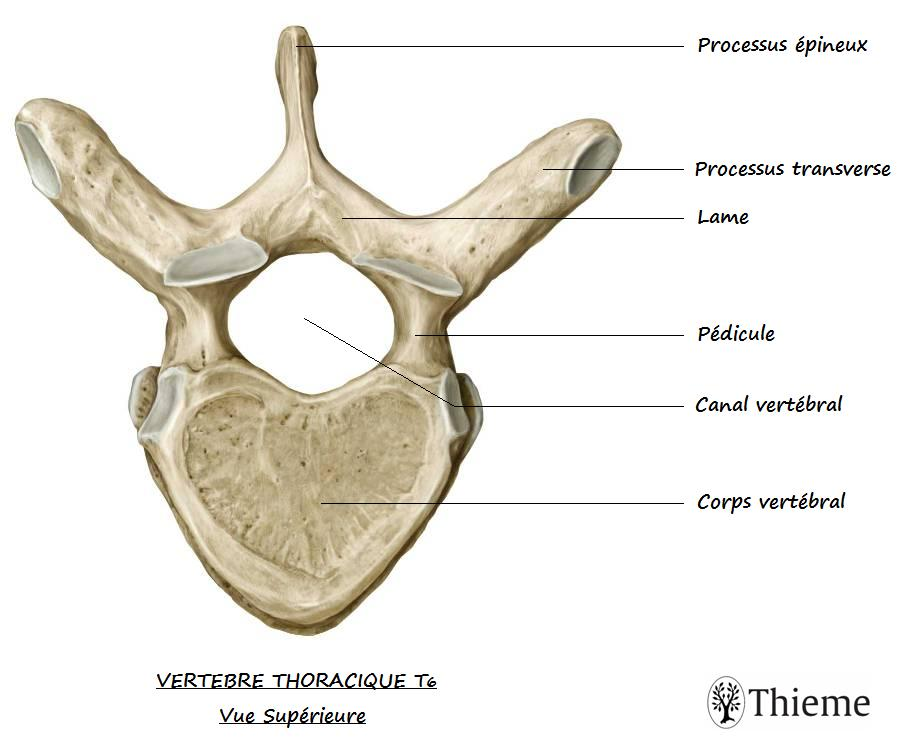 Processus épineux
Processus transverse
Lame
Pédicule
Canal vertébral
Corps vertébral
VERTEBRE THORACIQUE T6
Vue Supérieure
Thieme